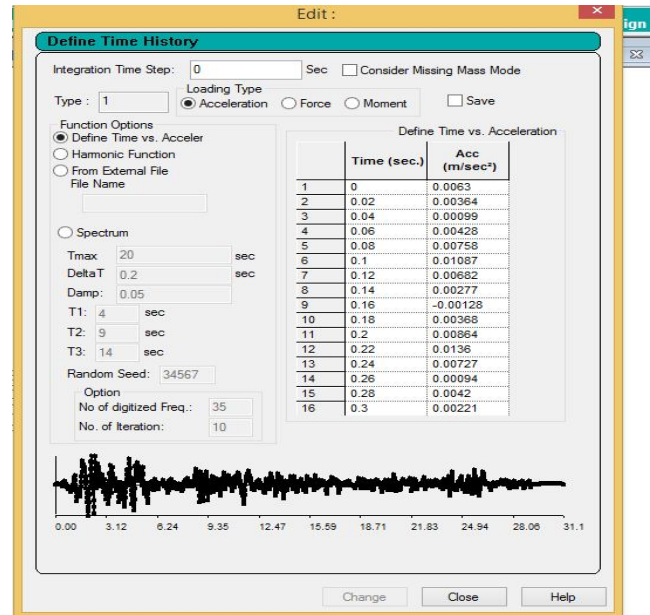 Edit :
ign
Define Time History
Integration Time Step: 0 Sec Consider Missing Mass Mode
Loading Type
Type : 1 Acceleration Force Moment Save
Function Options
Define Time vs. Acceler
Harmonic Function
From External File
File Name
Spectrum
Tmax 20 sec
DeltaT 0.2 sec
Damp: 0.05
T1: 4 sec
T2: 9 sec
T3: 14 sec
Random Seed: 34567
Option
No of digitized Freq.: 35
No. of Iteration: 10
Define Time vs. Acceleration
Time (sec.) Acc (m/sec²)
1 0 0.0063
2 0.02 0.00364
3 0.04 0.00099
4 0.06 0.00428
5 0.08 0.00758
6 0.1 0.01087
7 0.12 0.00682
8 0.14 0.00277
9 0.16 -0.00128
10 0.18 0.00368
11 0.2 0.00864
12 0.22 0.0136
13 0.24 0.00727
14 0.26 0.00094
15 0.28 0.0042
16 0.3 0.00221
0.00 3.12 6.24 9.35 12.47 15.59 18.71 21.83 24.94 28.06 31.1
Change Close Help